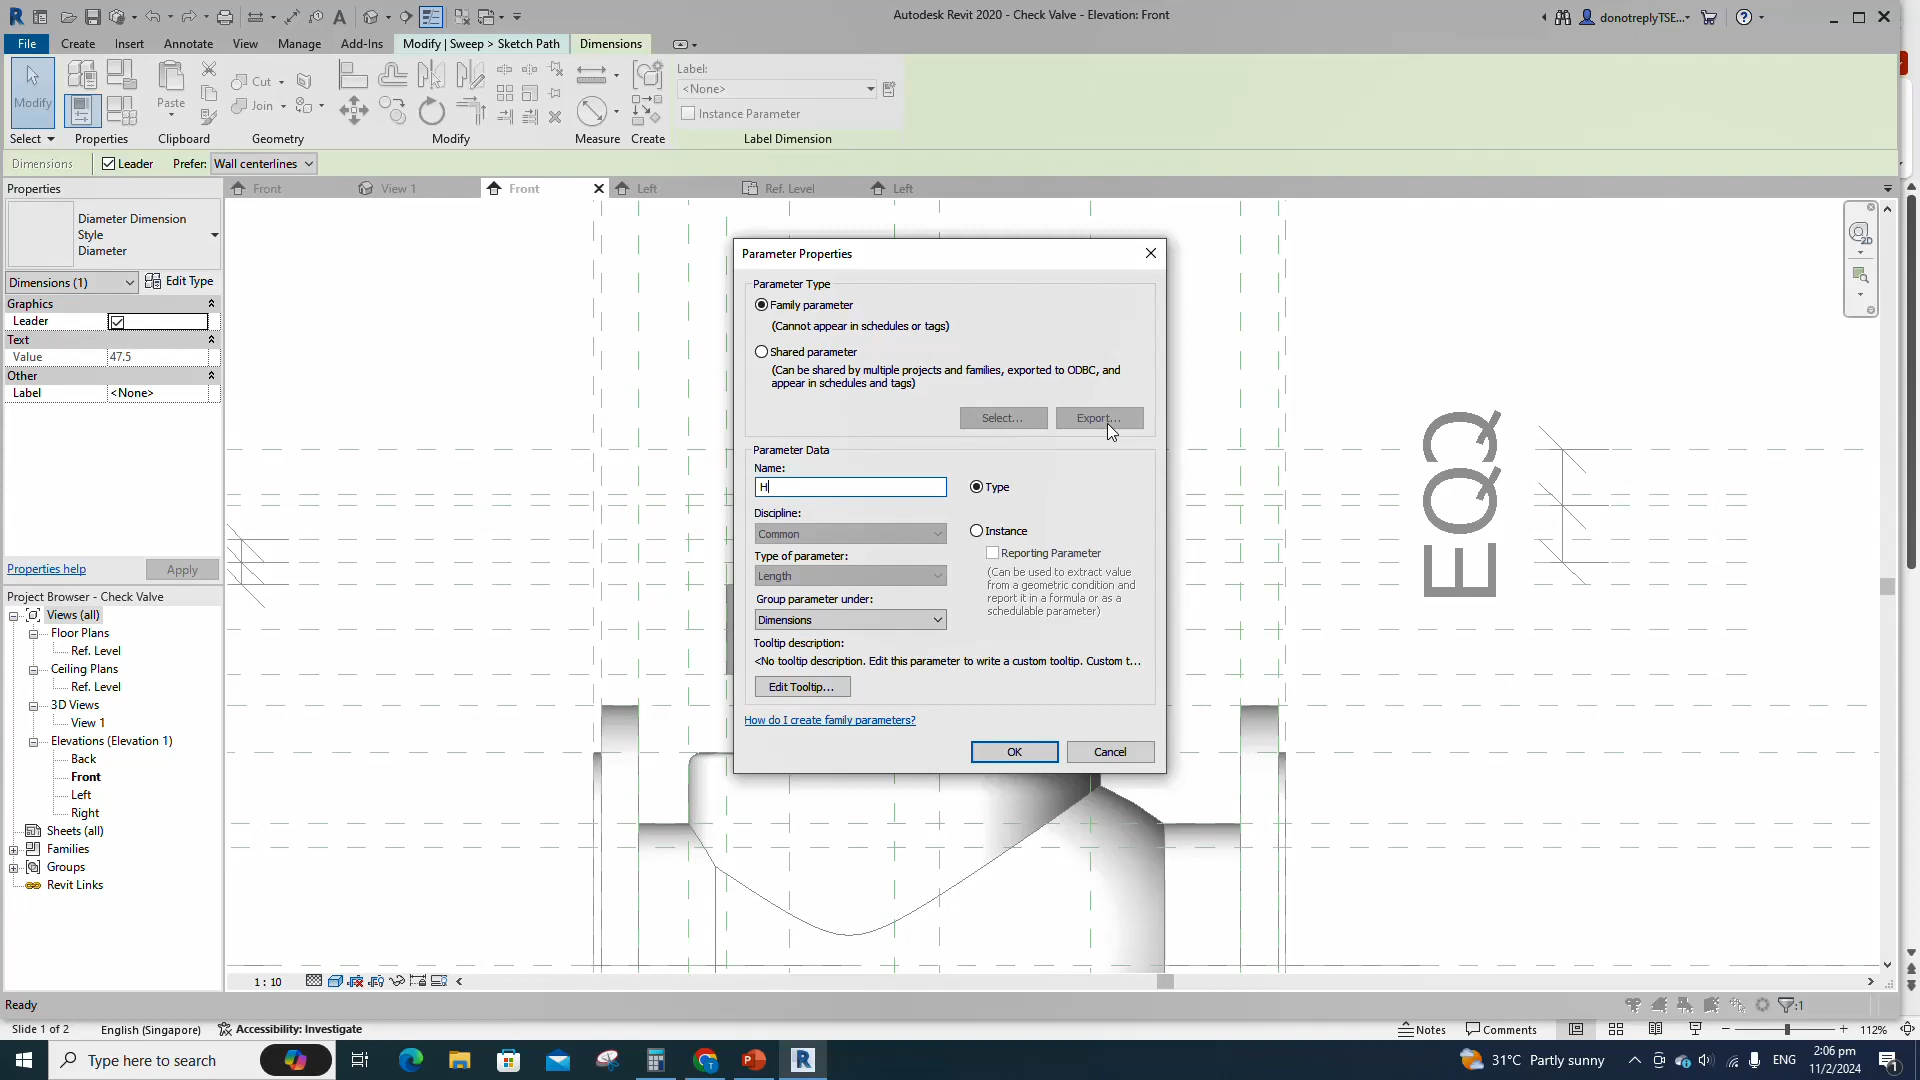 Autodesk Revit 2020 - Check Valve - Elevation: Front
donotreplyTSE...
File Create Insert Annotate View Manage Add-Ins Modify | Sweep > Sketch Path Dimensions
Modify
Paste
Cut
Join
Label:
<None>
Instance Parameter
Select Properties Clipboard Geometry Modify Measure Create Label Dimension
Dimensions Leader Prefer: Wall centerlines
Properties
Front View 1 Front Left Ref. Level Left
Diameter Dimension
Style
Diameter
Dimensions (1) Edit Type
Graphics
Leader
Text
Value 47.5
Other
Label <None>
Properties help Apply
Project Browser - Check Valve
Views (all)
Floor Plans
Ref. Level
Ceiling Plans
Ref. Level
3D Views
View 1
Elevations (Elevation 1)
Back
Front
Left
Right
Sheets (all)
Families
Groups
Revit Links
Parameter Properties
Parameter Type
Family parameter
(Cannot appear in schedules or tags)
Shared parameter
(Can be shared by multiple projects and families, exported to ODBC, and
appear in schedules and tags)
Select... Export...
Parameter Data
Name:
H
Type
Discipline:
Common
Instance
Type of parameter:
Reporting Parameter
Length
(Can be used to extract value
from a geometric condition and
report it in a formula or as a
schedulable parameter)
Group parameter under:
Dimensions
Tooltip description:
<No tooltip description. Edit this parameter to write a custom tooltip. Custom t...
Edit Tooltip...
How do I create family parameters?
OK Cancel
EQ
2D
1 : 10
Ready
:1
Slide 1 of 2 English (Singapore) Accessibility: Investigate Notes Comments 112%
Type here to search
31°C Partly sunny ENG
2:06 pm
11/2/2024
1